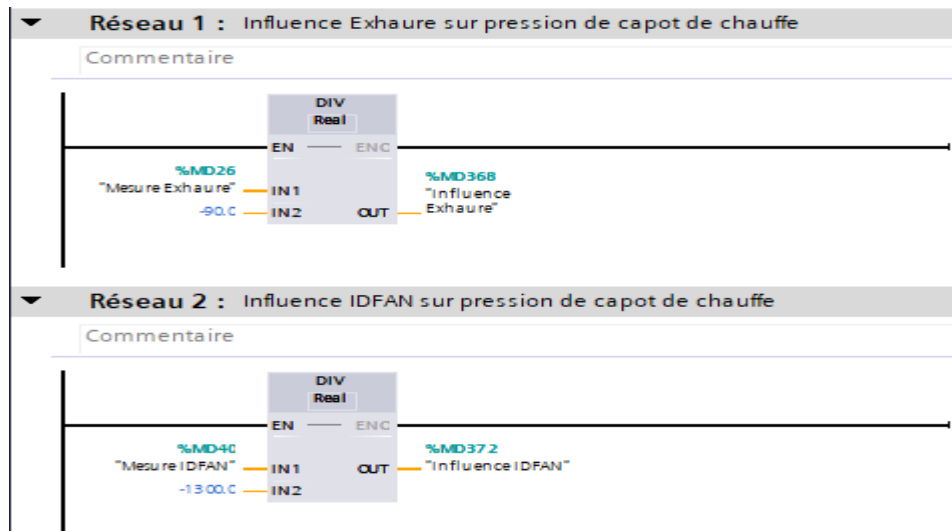 Réseau 1 : Influence Exhaure sur pression de capot de chauffe
Commentaire
DIV
Real
EN ENO
%MD26
"Mesure Exhaure" IN1
-90.0 IN2 OUT
%MD368
"Influence
Exhaure"
Réseau 2 : Influence IDFAN sur pression de capot de chauffe
Commentaire
DIV
Real
EN ENO
%MD40
"Mesure IDFAN" IN1 OUT
%MD372
"Influence IDFAN"
-1300.0 IN2